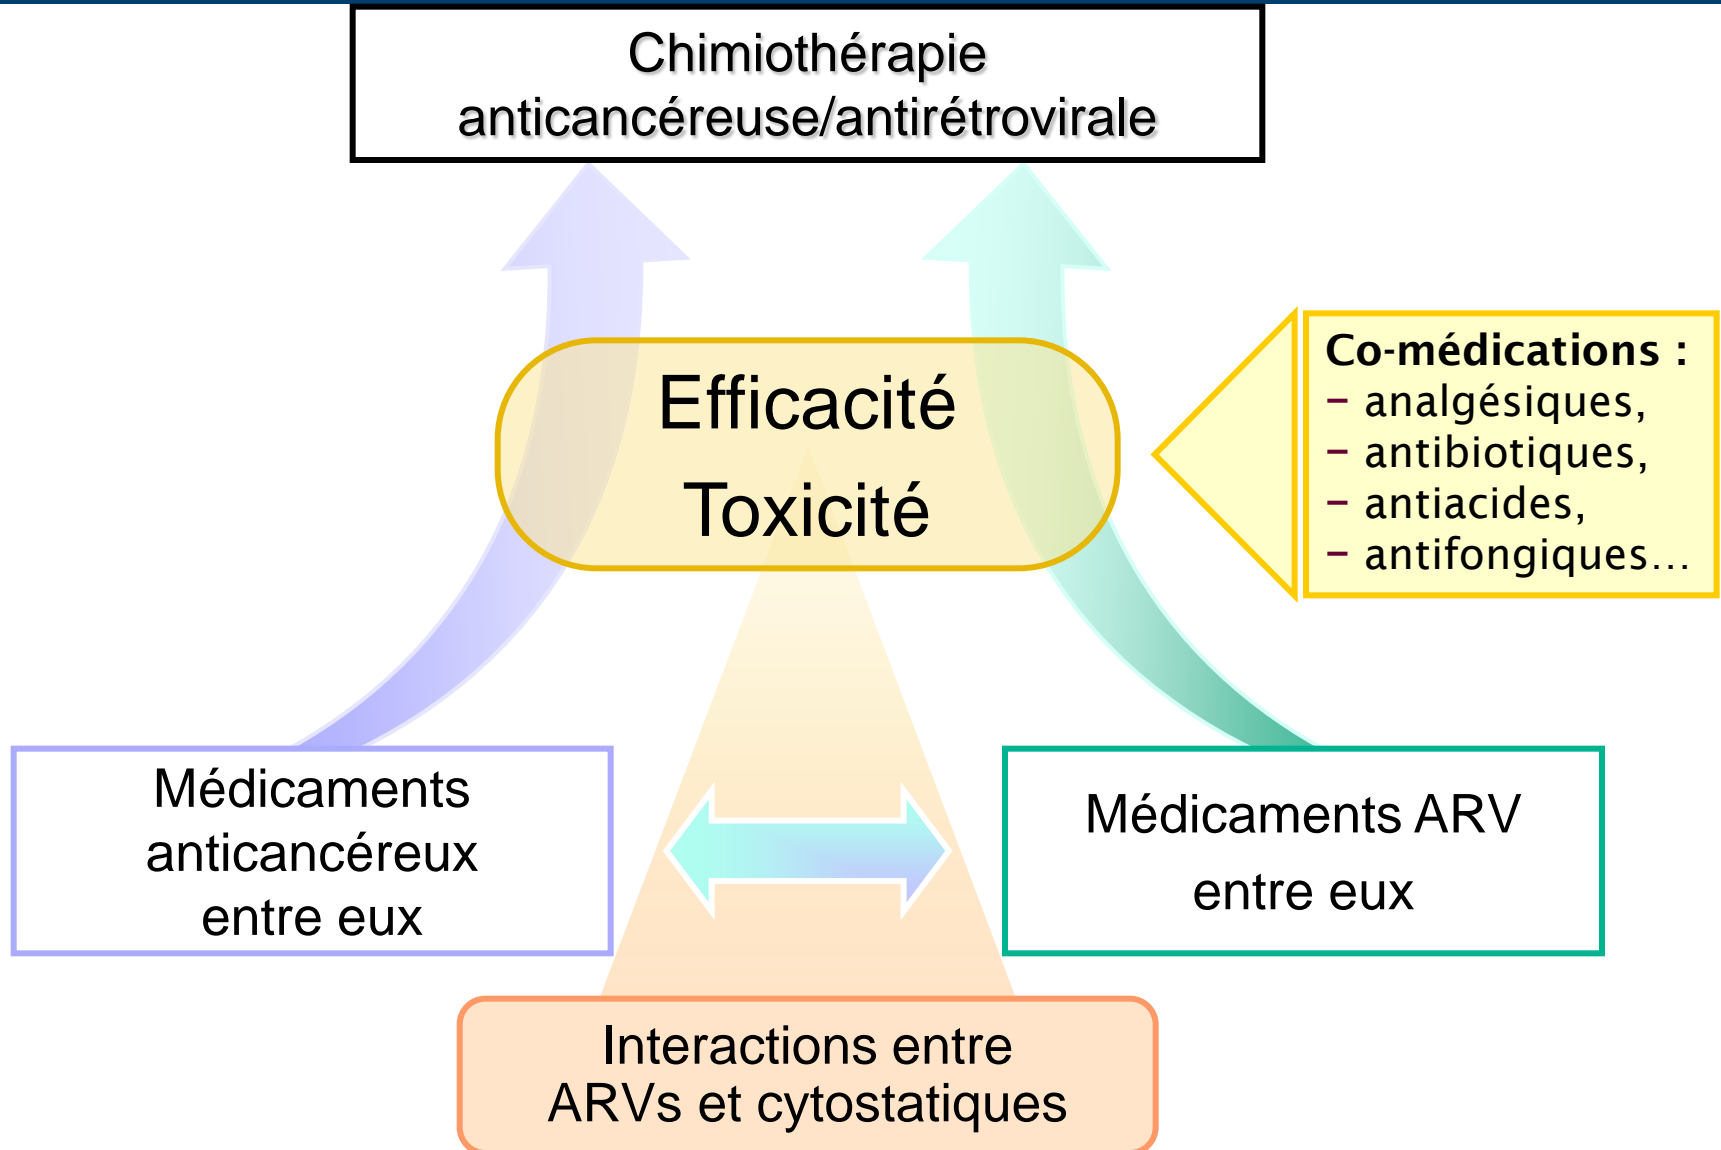 Chimiothérapie
anticancéreuse/antirétrovirale
Efficacité
Toxicité
Co-médications :
– analgésiques,
– antibiotiques,
– antiacides,
– antifongiques…
Médicaments
anticancéreux
entre eux
Médicaments ARV
entre eux
Interactions entre
ARVs et cytostatiques